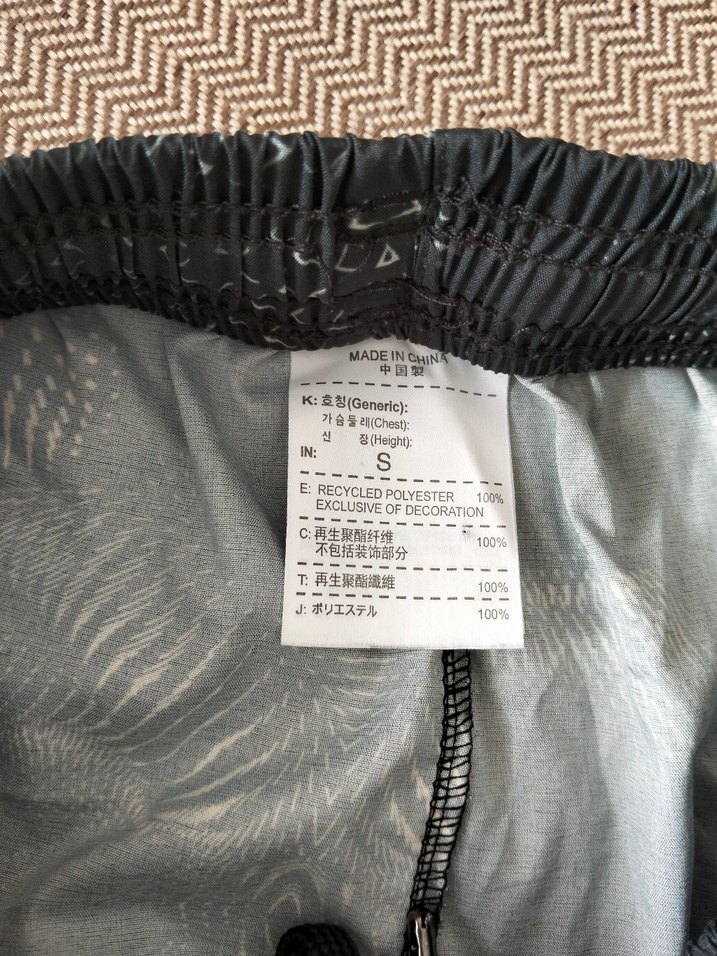 MADE IN CHINA
中国製
K: 호칭(Generic):
가슴둘레(Chest):
신 장(Height):
IN: S
E: RECYCLED POLYESTER 100%
EXCLUSIVE OF DECORATION
C: 再生聚酯纤维 100%
不包括装饰部分
T: 再生聚酯纖維 100%
J: ポリエステル 100%